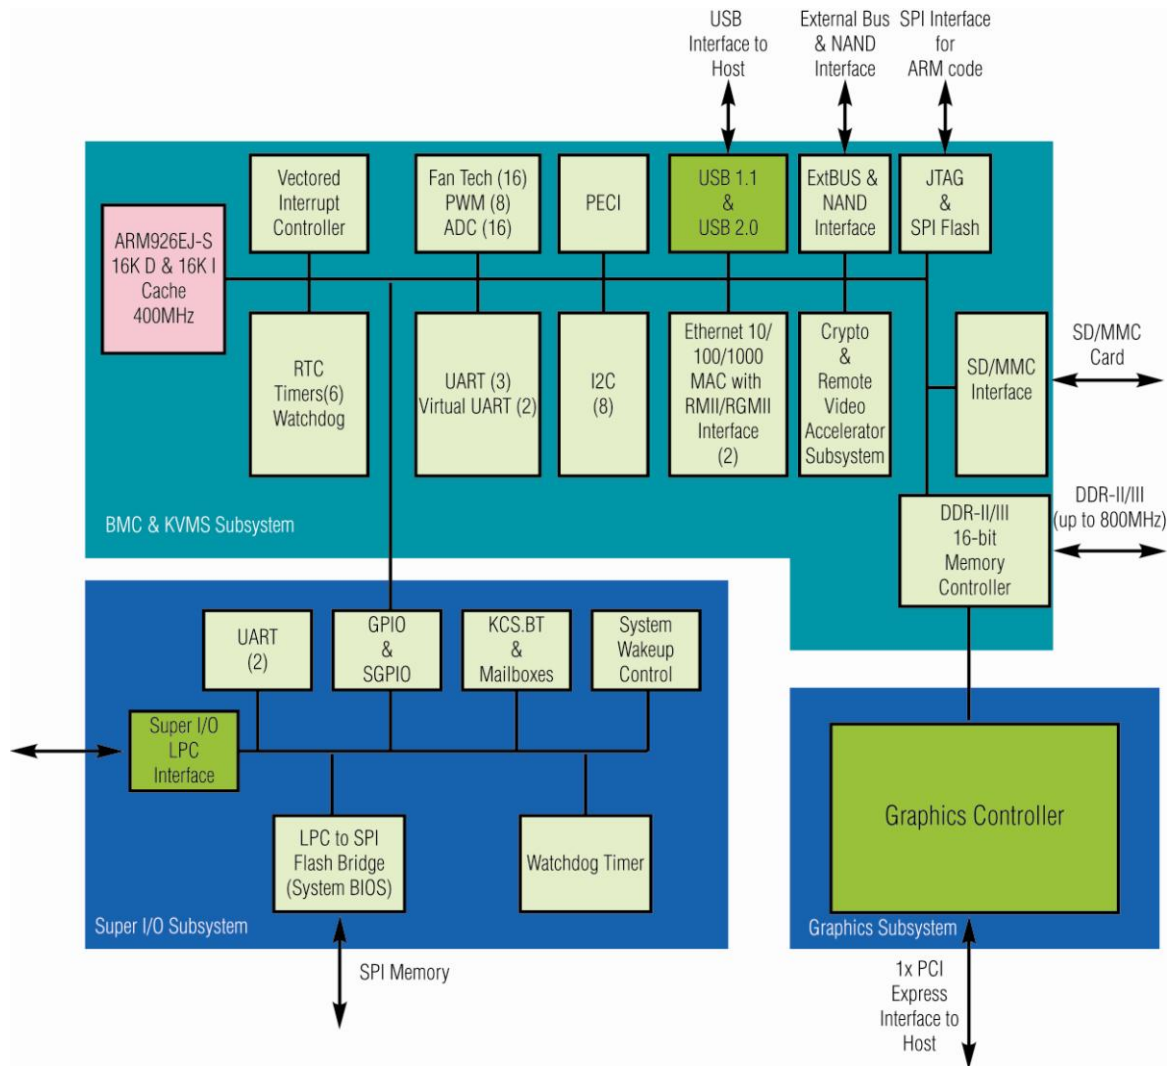 USB
Interface to
Host
External Bus
& NAND
Interface
SPI Interface
for
ARM code
Vectored
Interrupt
Controller
Fan Tech (16)
PWM (8)
ADC (16)
PECI
USB 1.1
&
USB 2.0
ExtBUS &
NAND
Interface
JTAG
&
SPI Flash
ARM926EJ-S
16K D & 16K I
Cache
400MHz
RTC
Timers(6)
Watchdog
UART (3)
Virtual UART (2)
I2C
(8)
Ethernet 10/
100/1000
MAC with
RMII/RGMII
Interface
(2)
Crypto
&
Remote
Video
Accelerator
Subsystem
SD/MMC
Interface
SD/MMC
Card
BMC & KVMS Subsystem
DDR-II/III
16-bit
Memory
Controller
DDR-II/III
(up to 800MHz)
UART
(2)
GPIO
&
SGPIO
KCS.BT
&
Mailboxes
System
Wakeup
Control
Super I/O
LPC
Interface
LPC to SPI
Flash Bridge
(System BIOS)
Watchdog Timer
Super I/O Subsystem
SPI Memory
Graphics Controller
Graphics Subsystem
1x PCI
Express
Interface to
Host